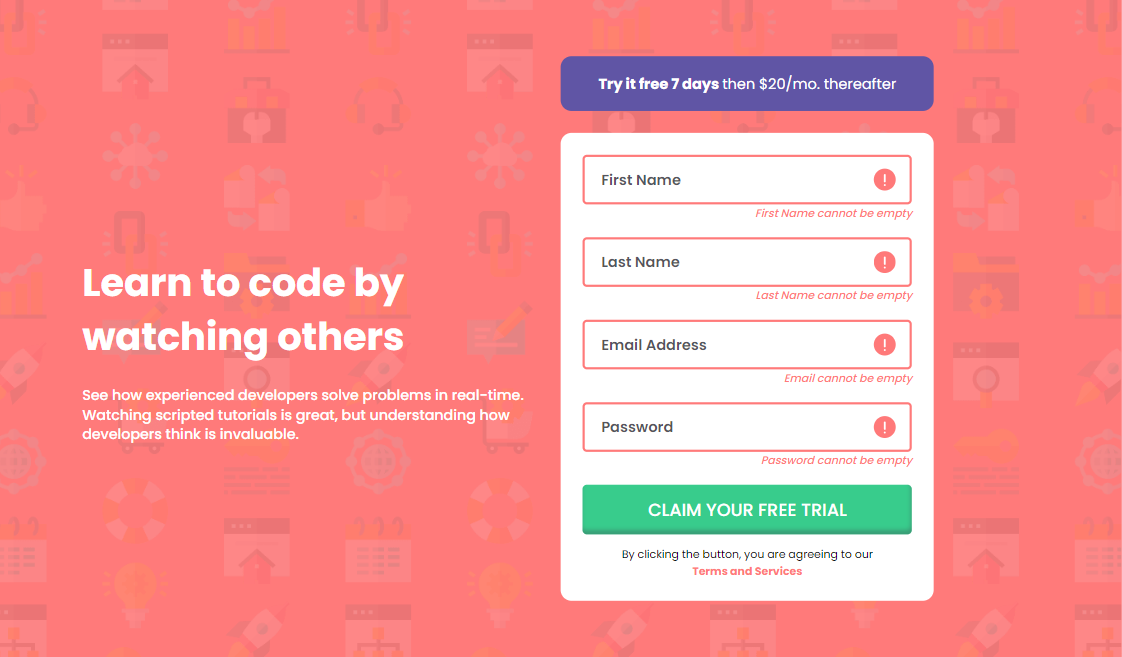 Learn to code by
watching others
See how experienced developers solve problems in real-time.
Watching scripted tutorials is great, but understanding how
developers think is invaluable.
Try it free 7 days then $20/mo. thereafter
First Name
First Name cannot be empty
Last Name
Last Name cannot be empty
Email Address
Email cannot be empty
Password
Password cannot be empty
CLAIM YOUR FREE TRIAL
By clicking the button, you are agreeing to our
Terms and Services